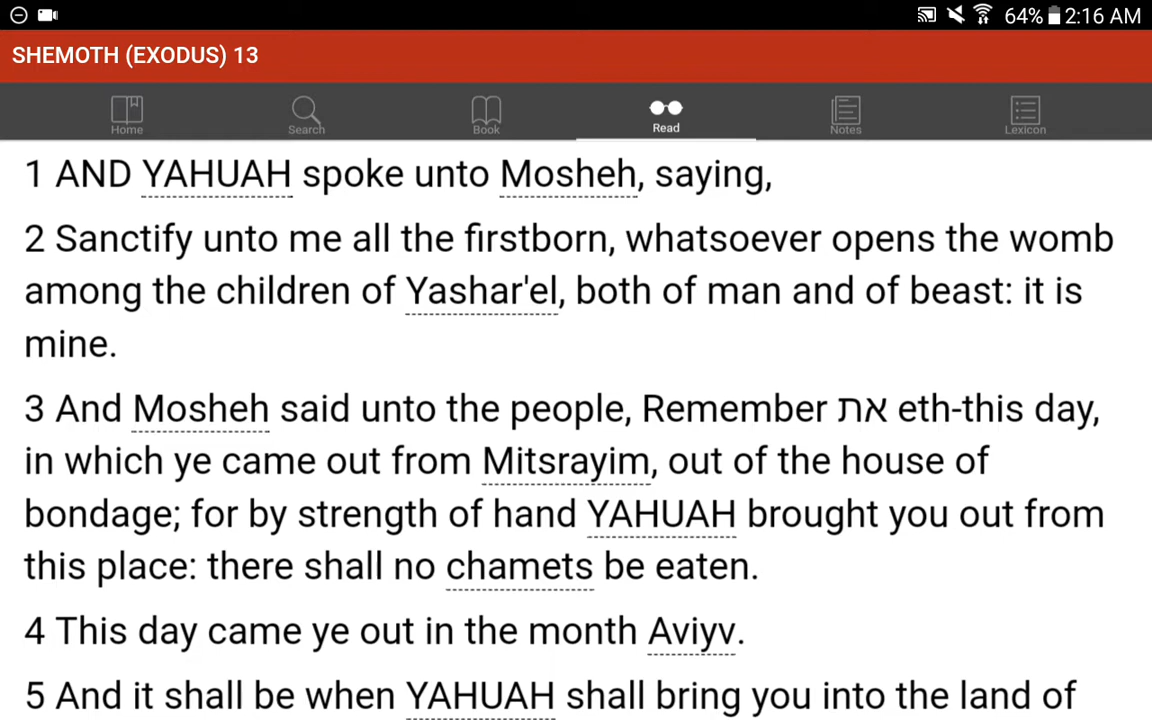 64% 2:16 AM
SHEMOTH (EXODUS) 13
Home Search Book Read Notes Lexicon
1 AND YAHUAH spoke unto Mosheh, saying,
2 Sanctify unto me all the firstborn, whatsoever opens the womb
among the children of Yashar'el, both of man and of beast: it is
mine.
3 And Mosheh said unto the people, Remember את eth-this day,
in which ye came out from Mitsrayim, out of the house of
bondage; for by strength of hand YAHUAH brought you out from
this place: there shall no chamets be eaten.
4 This day came ye out in the month Aviyv.
5 And it shall be when YAHUAH shall bring you into the land of